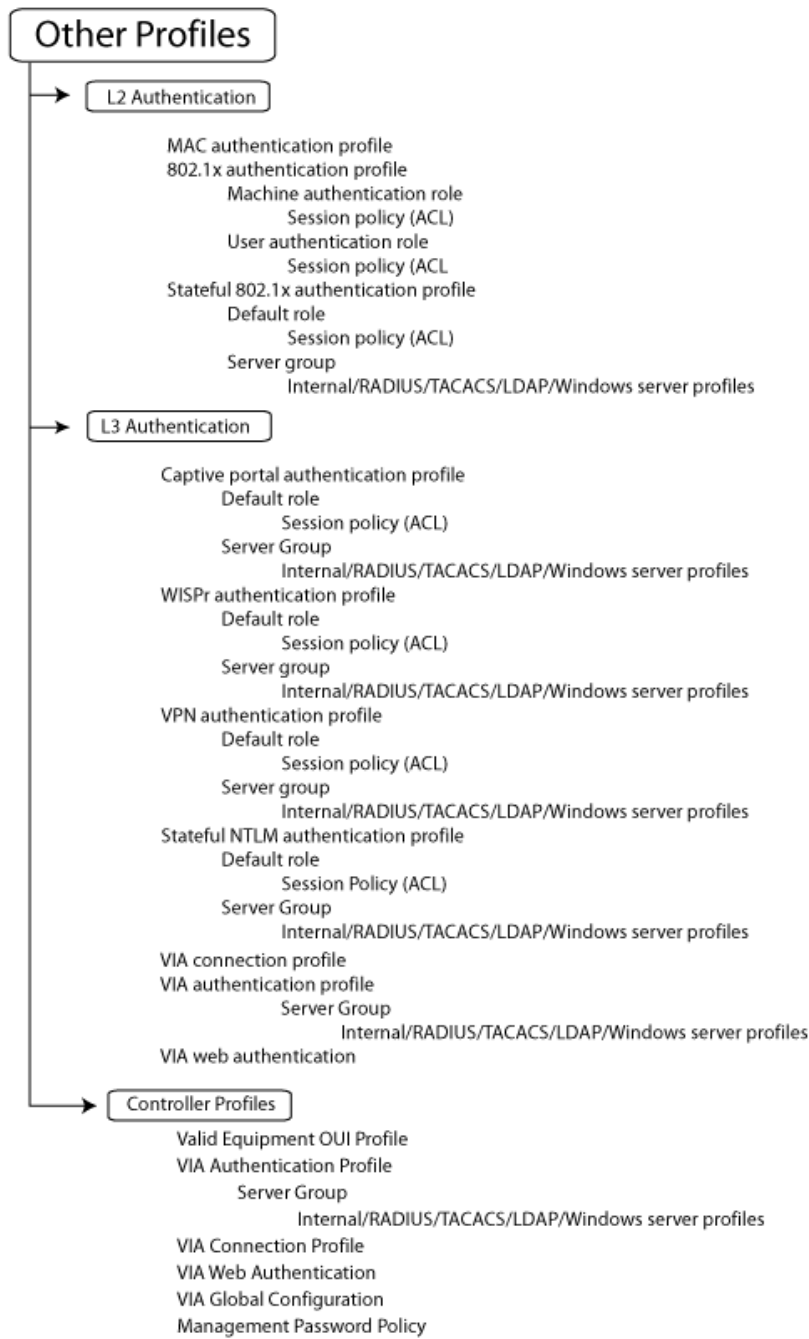 Other Profiles
L2 Authentication
MAC authentication profile
802.1x authentication profile
Machine authentication role
Session policy (ACL)
User authentication role
Session policy (ACL
Stateful 802.1x authentication profile
Default role
Session policy (ACL)
Server group
Internal/RADIUS/TACACS/LDAP/Windows server profiles
L3 Authentication
Captive portal authentication profile
Default role
Session policy (ACL)
Server Group
Internal/RADIUS/TACACS/LDAP/Windows server profiles
WISPr authentication profile
Default role
Session policy (ACL)
Server group
Internal/RADIUS/TACACS/LDAP/Windows server profiles
VPN authentication profile
Default role
Session policy (ACL)
Server group
Internal/RADIUS/TACACS/LDAP/Windows server profiles
Stateful NTLM authentication profile
Default role
Session Policy (ACL)
Server Group
Internal/RADIUS/TACACS/LDAP/Windows server profiles
VIA connection profile
VIA authentication profile
Server Group
Internal/RADIUS/TACACS/LDAP/Windows server profiles
VIA web authentication
Controller Profiles
Valid Equipment OUI Profile
VIA Authentication Profile
Server Group
Internal/RADIUS/TACACS/LDAP/Windows server profiles
VIA Connection Profile
VIA Web Authentication
VIA Global Configuration
Management Password Policy